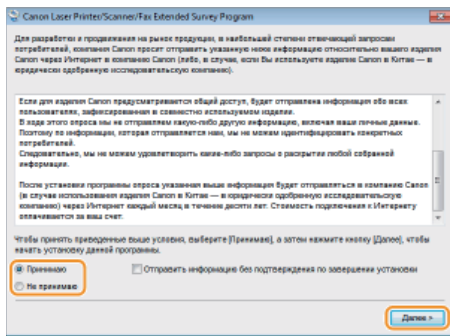 Canon Laser Printer/Scanner/Fax Extended Survey Program
Для разработки и продвижения на рынок продукции, в наибольшей степени отвечающей запросам
потребителей, компания Canon просит отправить указанную ниже информацию относительно вашего изделия
Canon через Интернет в компанию Canon (либо, в случае, если Вы используете изделие Canon в Китае — в
юридически одобренную исследовательскую компанию).
Если для изделия Canon предусматривается общий доступ, будет отправлена информация обо всех
пользователях, зафиксированная в совместно используемом изделии.
В ходе этого опроса мы не отправляем какую-либо другую информацию, включая ваши личные данные.
Поэтому по информации, которая отправляется нам, мы не можем идентифицировать конкретных
потребителей.
Следовательно, мы не можем удовлетворить какие-либо запросы о раскрытии любой собранной
информации.
После установки программы опроса указанная выше информация будет отправляться в компанию Canon
(в случае использования изделия Canon в Китае — в юридически одобренную исследовательскую
компанию) через Интернет каждый месяц в течение десяти лет. Стоимость подключения к Интернету
оплачивается за ваш счет.
Чтобы принять приведенные выше условия, выберите [Принимаю], а затем нажмите кнопку [Далее], чтобы
начать установку данной программы.
Принимаю
Отправить информацию без подтверждения по завершение установки
Не принимаю
Далее >